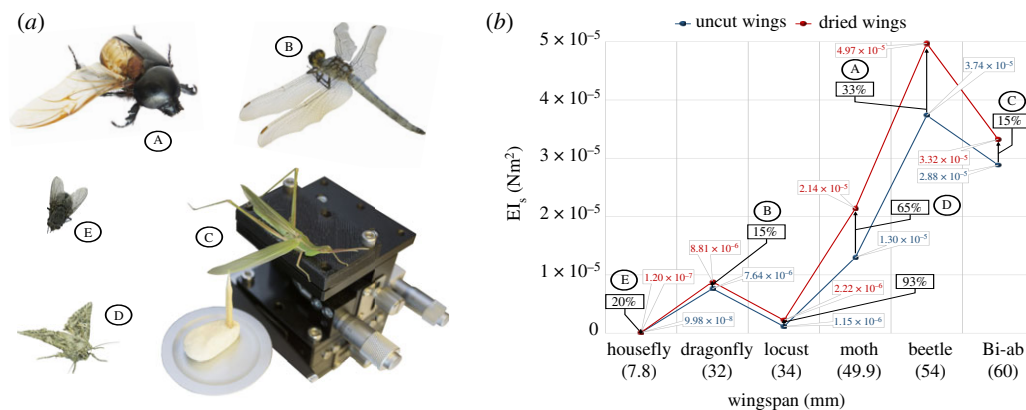 (a)
A
B
C
D
E
(b)
uncut wings
dried wings
EIs (Nm²)
5 × 10⁻⁵
4 × 10⁻⁵
3 × 10⁻⁵
2 × 10⁻⁵
1 × 10⁻⁵
0
4.97 × 10⁻⁵
3.74 × 10⁻⁵
A
33%
C
15%
3.32 × 10⁻⁵
2.88 × 10⁻⁵
2.14 × 10⁻⁵
65%
D
1.30 × 10⁻⁵
B
15%
8.81 × 10⁻⁶
7.64 × 10⁻⁶
E
20%
1.20 × 10⁻⁷
9.98 × 10⁻⁸
93%
2.22 × 10⁻⁶
1.15 × 10⁻⁶
housefly dragonfly locust moth beetle Bi-ab
(7.8) (32) (34) (49.9) (54) (60)
wingspan (mm)